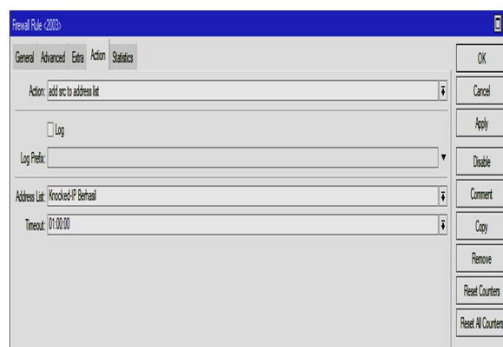 Firewall Rule <2003>
General Advanced Extra Action Statistics
Action: add src to address list
Log
Log Prefix:
Address List: Knocked-IP Berhasil
Timeout: 01:00:00
OK
Cancel
Apply
Disable
Comment
Copy
Remove
Reset Counters
Reset All Counters